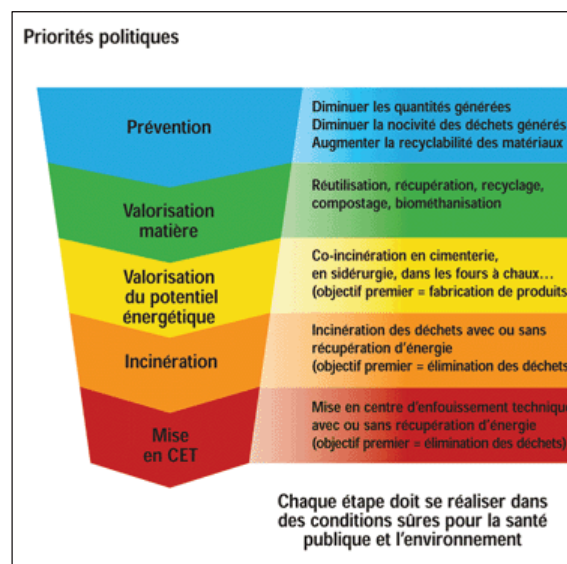 Priorités politiques
Prévention
Diminuer les quantités générées
Diminuer la nocivité des déchets générés
Augmenter la recyclabilité des matériaux
Valorisation
matière
Réutilisation, récupération, recyclage,
compostage, biométhanisation
Valorisation
du potentiel
énergétique
Co-incinération en cimenterie,
en sidérurgie, dans les fours à chaux...
(objectif premier = fabrication de produits
Incinération
Incinération des déchets avec ou sans
récupération d'énergie
(objectif premier = élimination des déchets
Mise
en CET
Mise en centre d'enfouissement technique
avec ou sans récupération d'énergie
(objectif premier = élimination des déchets)
Chaque étape doit se réaliser dans
des conditions sûres pour la santé
publique et l'environnement